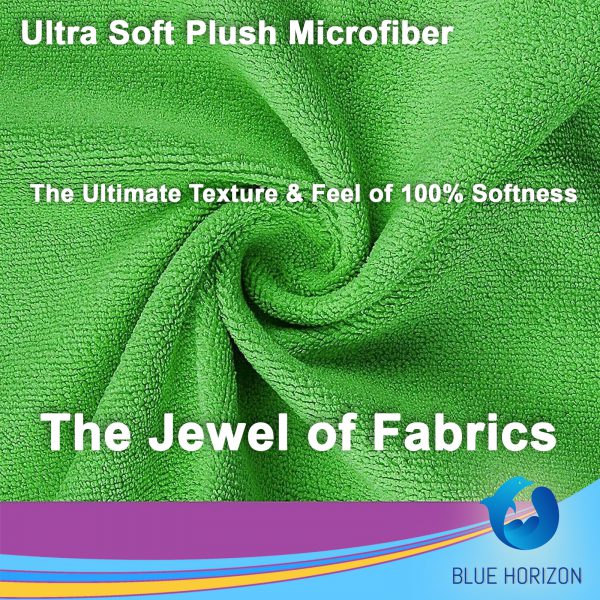 Ultra Soft Plush Microfiber
The Ultimate Texture & Feel of 100% Softness
The Jewel of Fabrics
BLUE HORIZON